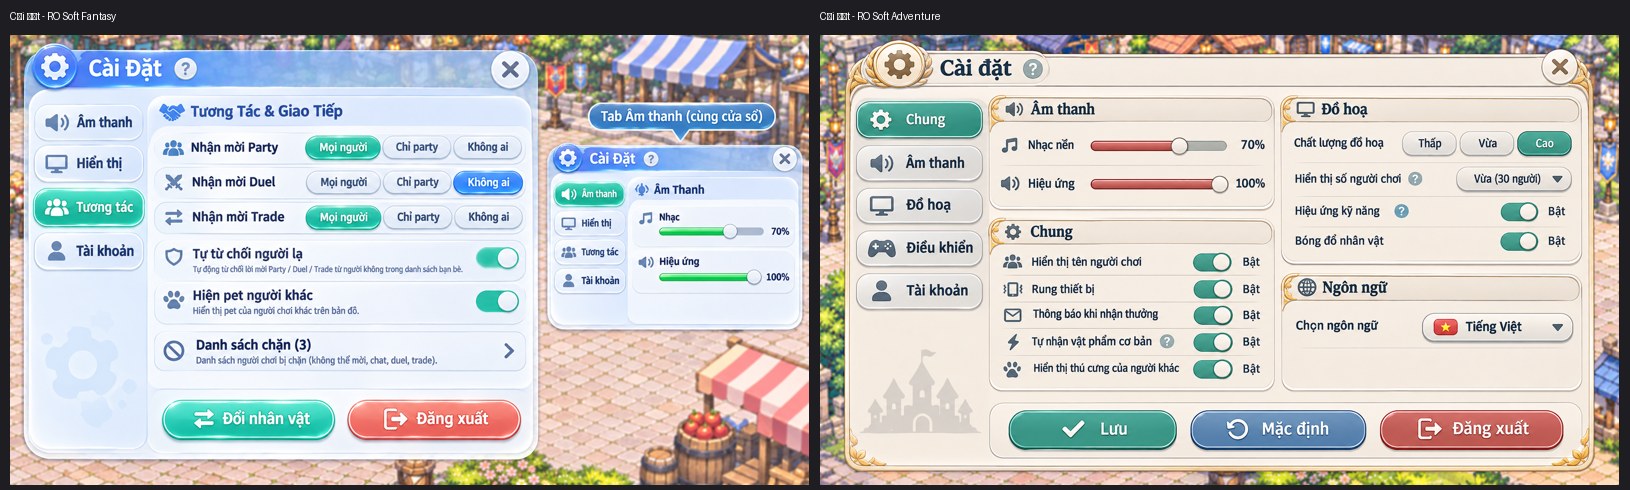 RO Soft Fantasy
Cài Đặt ?
Âm thanh
Hiển thị
Tương tác
Tài khoản
Tương Tác & Giao Tiếp
Nhận mời Party Mọi người Chỉ party Không ai
Nhận mời Duel Mọi người Chỉ party Không ai
Nhận mời Trade Mọi người Chỉ party Không ai
Tự từ chối người lạ
Tự động từ chối lời mời Party / Duel / Trade từ người không trong danh sách bạn bè.
Hiện pet người khác
Hiển thị pet của người chơi khác trên bản đồ.
Danh sách chặn (3)
Danh sách người chơi bị chặn (không thể mời, chat, duel, trade).
Đổi nhân vật
Đăng xuất
Tab Âm thanh (cùng cửa sổ)
Cài Đặt ?
Âm thanh
Hiển thị
Tương tác
Tài khoản
Âm Thanh
Nhạc
70%
Hiệu ứng
100%
RO Soft Adventure
Cài đặt ?
Chung
Âm thanh
Đồ hoạ
Điều khiển
Tài khoản
Âm thanh
Nhạc nền 70%
Hiệu ứng 100%
Chung
Hiển thị tên người chơi Bật
Rung thiết bị Bật
Thông báo khi nhận thưởng Bật
Tự nhận vật phẩm cơ bản ? Bật
Hiển thị thú cưng của người khác Bật
Đồ hoạ
Chất lượng đồ hoạ Thấp Vừa Cao
Hiển thị số người chơi ? Vừa (30 người)
Hiệu ứng kỹ năng ? Bật
Bóng đổ nhân vật Bật
Ngôn ngữ
Chọn ngôn ngữ Tiếng Việt
Lưu
Mặc định
Đăng xuất